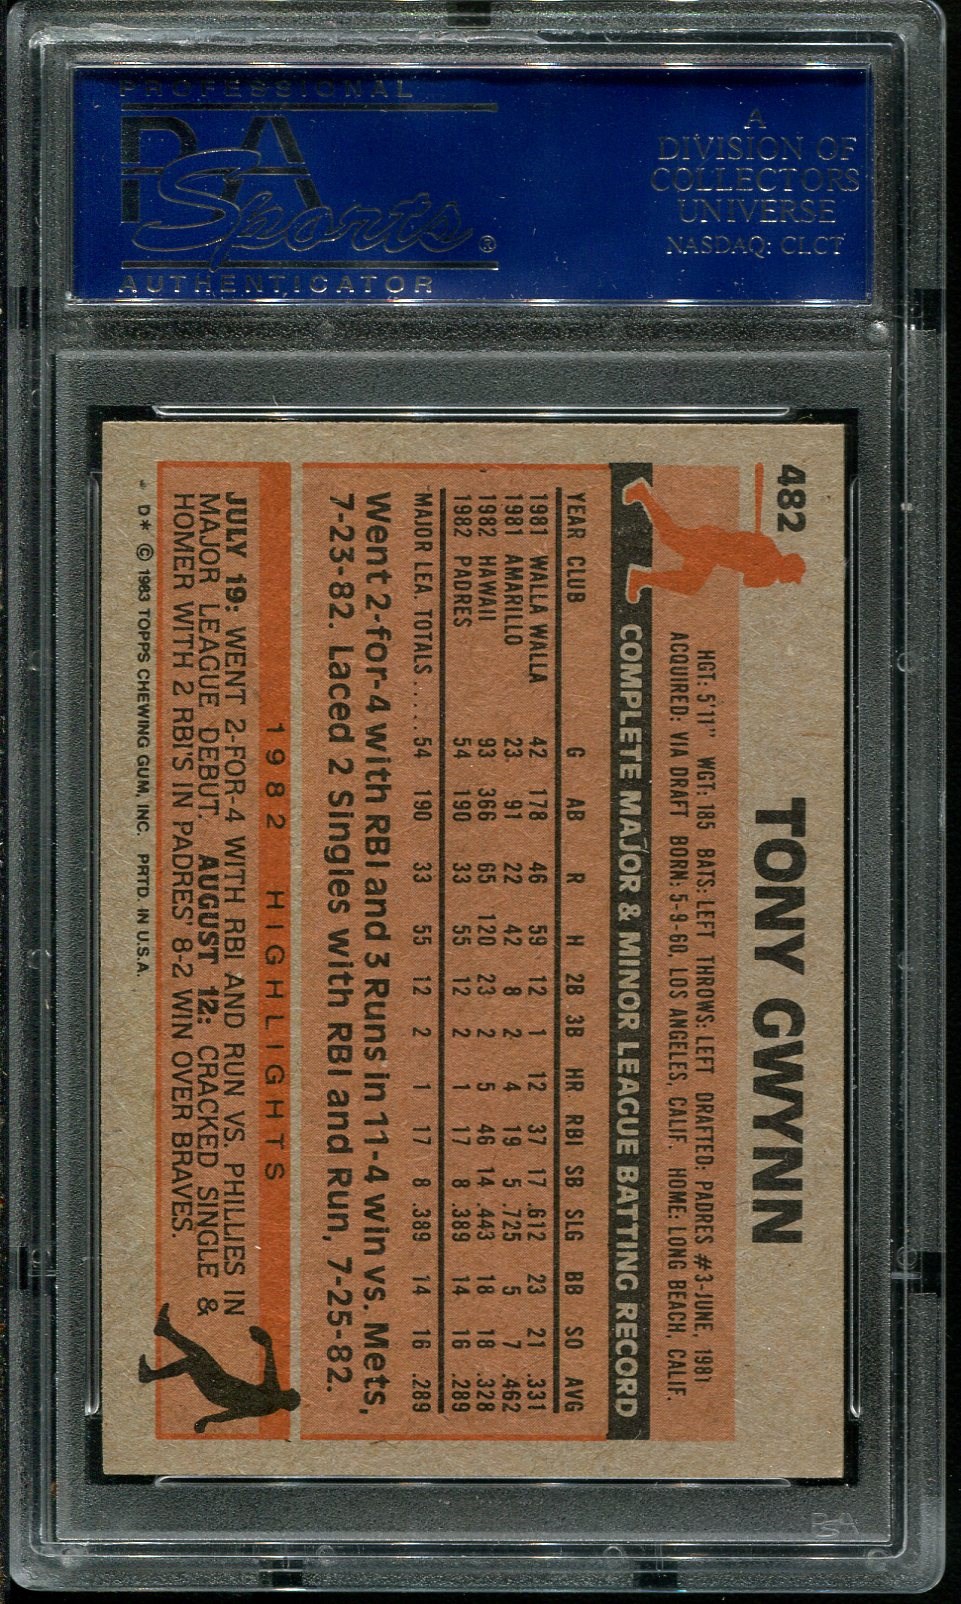 PROFESSIONAL
PSA
Sports®
AUTHENTICATOR
A
DIVISION OF
COLLECTORS
UNIVERSE
NASDAQ: CLCT
482
TONY GWYNN
HGT: 5'11" WGT: 185 BATS: LEFT THROWS: LEFT DRAFTED: PADRES #3-JUNE, 1981
ACQUIRED: VIA DRAFT BORN: 5-9-60, LOS ANGELES, CALIF. HOME: LONG BEACH, CALIF.
COMPLETE MAJOR & MINOR LEAGUE BATTING RECORD
YEAR CLUB G AB R H 2B 3B HR RBI SB SLG BB SO AVG
1981 WALLA WALLA 42 178 46 59 12 1 12 37 17 .612 23 21 .331
1981 AMARILLO 23 91 22 42 8 2 4 19 5 .725 5 7 .462
1982 HAWAII 93 366 65 120 23 2 5 46 14 .443 18 18 .328
1982 PADRES 54 190 33 55 12 2 1 17 8 .389 14 16 .289
MAJOR LEA. TOTALS .... 54 190 33 55 12 2 1 17 8 .389 14 16 .289
Went 2-for-4 with RBI and 3 Runs in 11-4 win vs. Mets,
7-23-82. Laced 2 Singles with RBI and Run, 7-25-82.
1982 HIGHLIGHTS
JULY 19: WENT 2-FOR-4 WITH RBI AND RUN VS. PHILLIES IN
MAJOR LEAGUE DEBUT. AUGUST 12: CRACKED SINGLE &
HOMER WITH 2 RBI'S IN PADRES' 8-2 WIN OVER BRAVES.
D* © 1983 TOPPS CHEWING GUM, INC. PRTD. IN U.S.A.
PSA